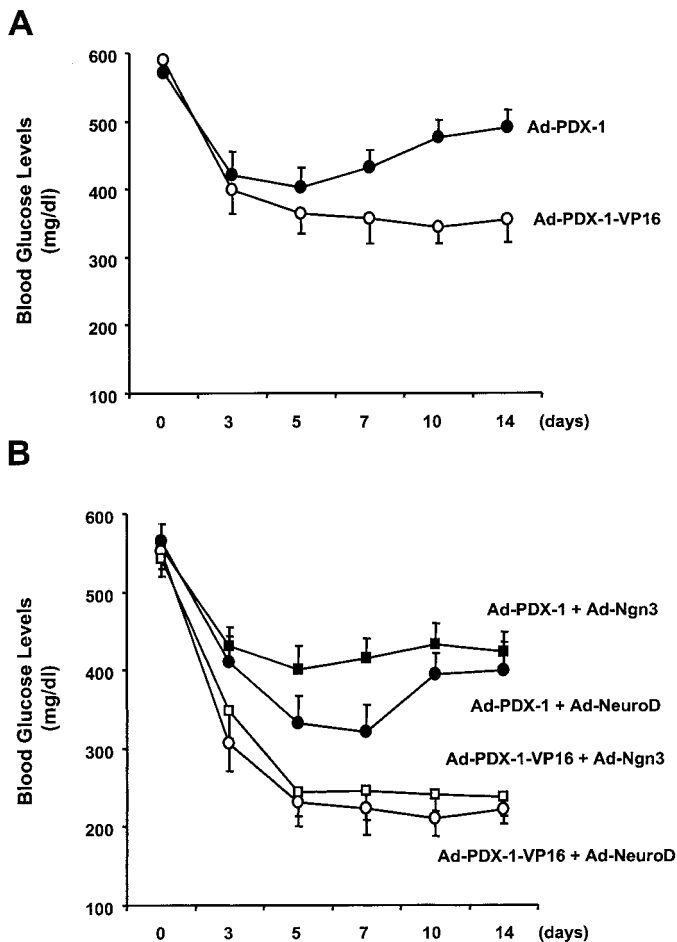 A
Blood Glucose Levels
(mg/dl)
600
500
400
300
200
100
Ad-PDX-1
Ad-PDX-1-VP16
0 3 5 7 10 14 (days)
B
Blood Glucose Levels
(mg/dl)
600
500
400
300
200
100
Ad-PDX-1 + Ad-Ngn3
Ad-PDX-1 + Ad-NeuroD
Ad-PDX-1-VP16 + Ad-Ngn3
Ad-PDX-1-VP16 + Ad-NeuroD
0 3 5 7 10 14 (days)